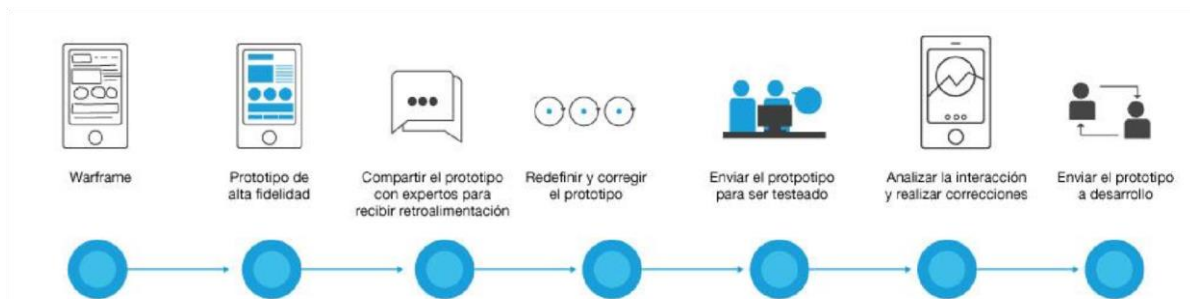 Warframe
Prototipo de
alta fidelidad
Compartir el prototipo
con expertos para
recibir retroalimentación
Redefinir y corregir
el prototipo
Enviar el protpotipo
para ser testeado
Analizar la interacción
y realizar correcciones
Enviar el prototipo
a desarrollo